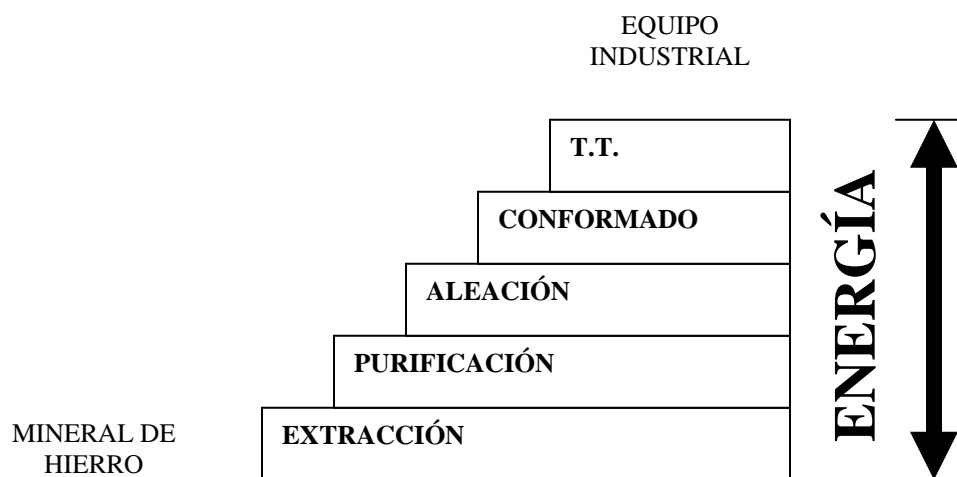 EQUIPO
INDUSTRIAL
T.T.
CONFORMADO
ALEACIÓN
PURIFICACIÓN
EXTRACCIÓN
MINERAL DE
HIERRO
ENERGÍA